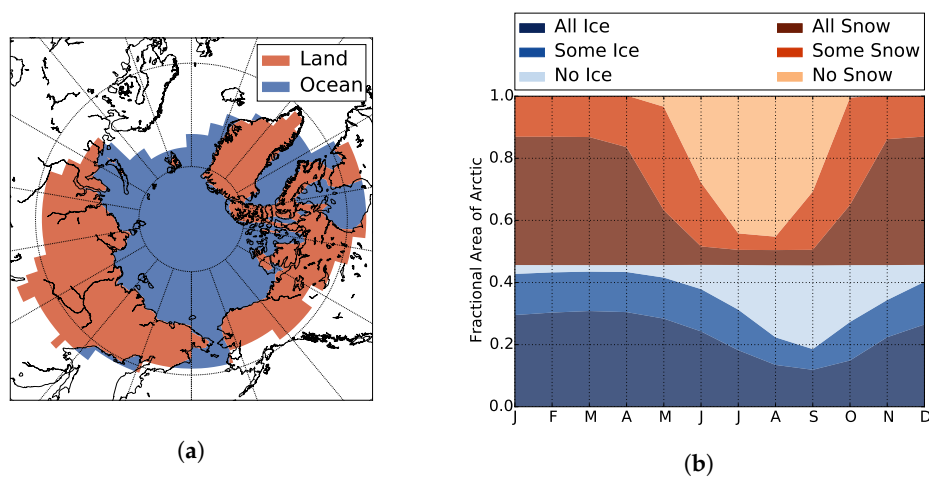 Land
Ocean
(a)
All Ice
Some Ice
No Ice
All Snow
Some Snow
No Snow
Fractional Area of Arctic
1.0
0.8
0.6
0.4
0.2
0.0
J F M A M J J A S O N D
(b)